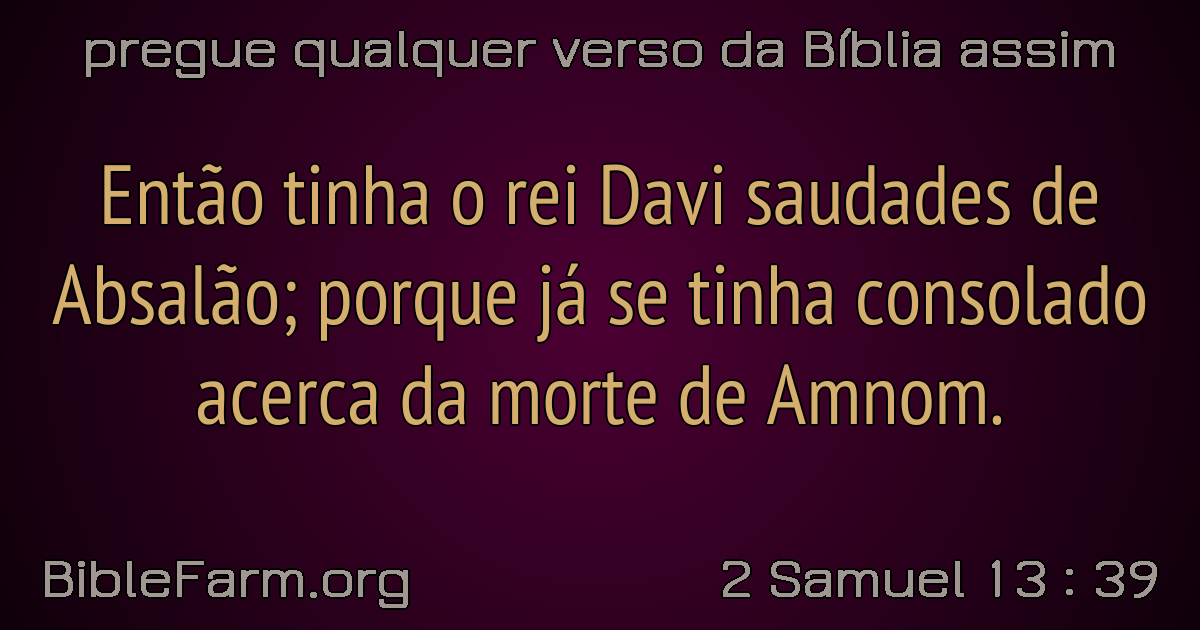 pregue qualquer verso da Bíblia assim
Então tinha o rei Davi saudades de
Absalão; porque já se tinha consolado
acerca da morte de Amnom.
BibleFarm.org
2 Samuel 13 : 39